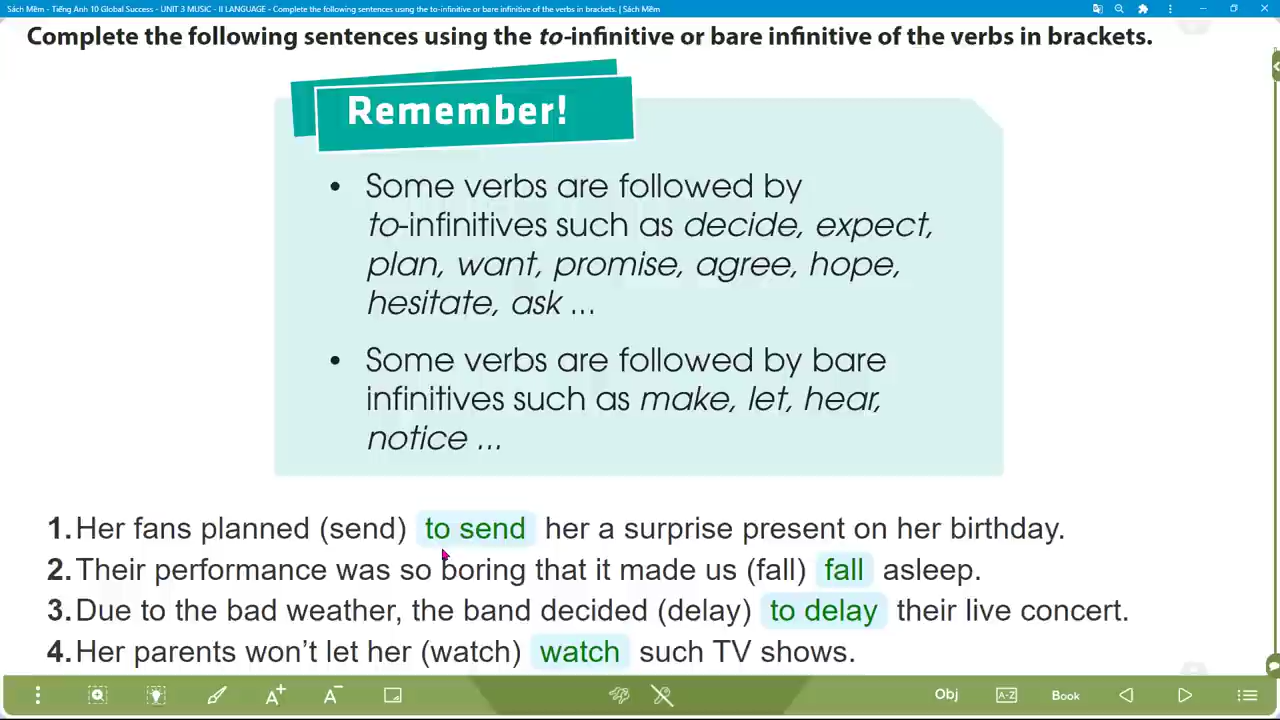 Sách Mềm - Tiếng Anh 10 Global Success - UNIT 3 MUSIC - II LANGUAGE - Complete the following sentences using the to-infinitive or bare infinitive of the verbs in brackets. | Sách Mềm
Complete the following sentences using the to-infinitive or bare infinitive of the verbs in brackets.
Remember!
• Some verbs are followed by
to-infinitives such as decide, expect,
plan, want, promise, agree, hope,
hesitate, ask ...
• Some verbs are followed by bare
infinitives such as make, let, hear,
notice ...
1. Her fans planned (send) to send her a surprise present on her birthday.
2. Their performance was so boring that it made us (fall) fall asleep.
3. Due to the bad weather, the band decided (delay) to delay their live concert.
4. Her parents won't let her (watch) watch such TV shows.
A+ A- Obj A-Z Book